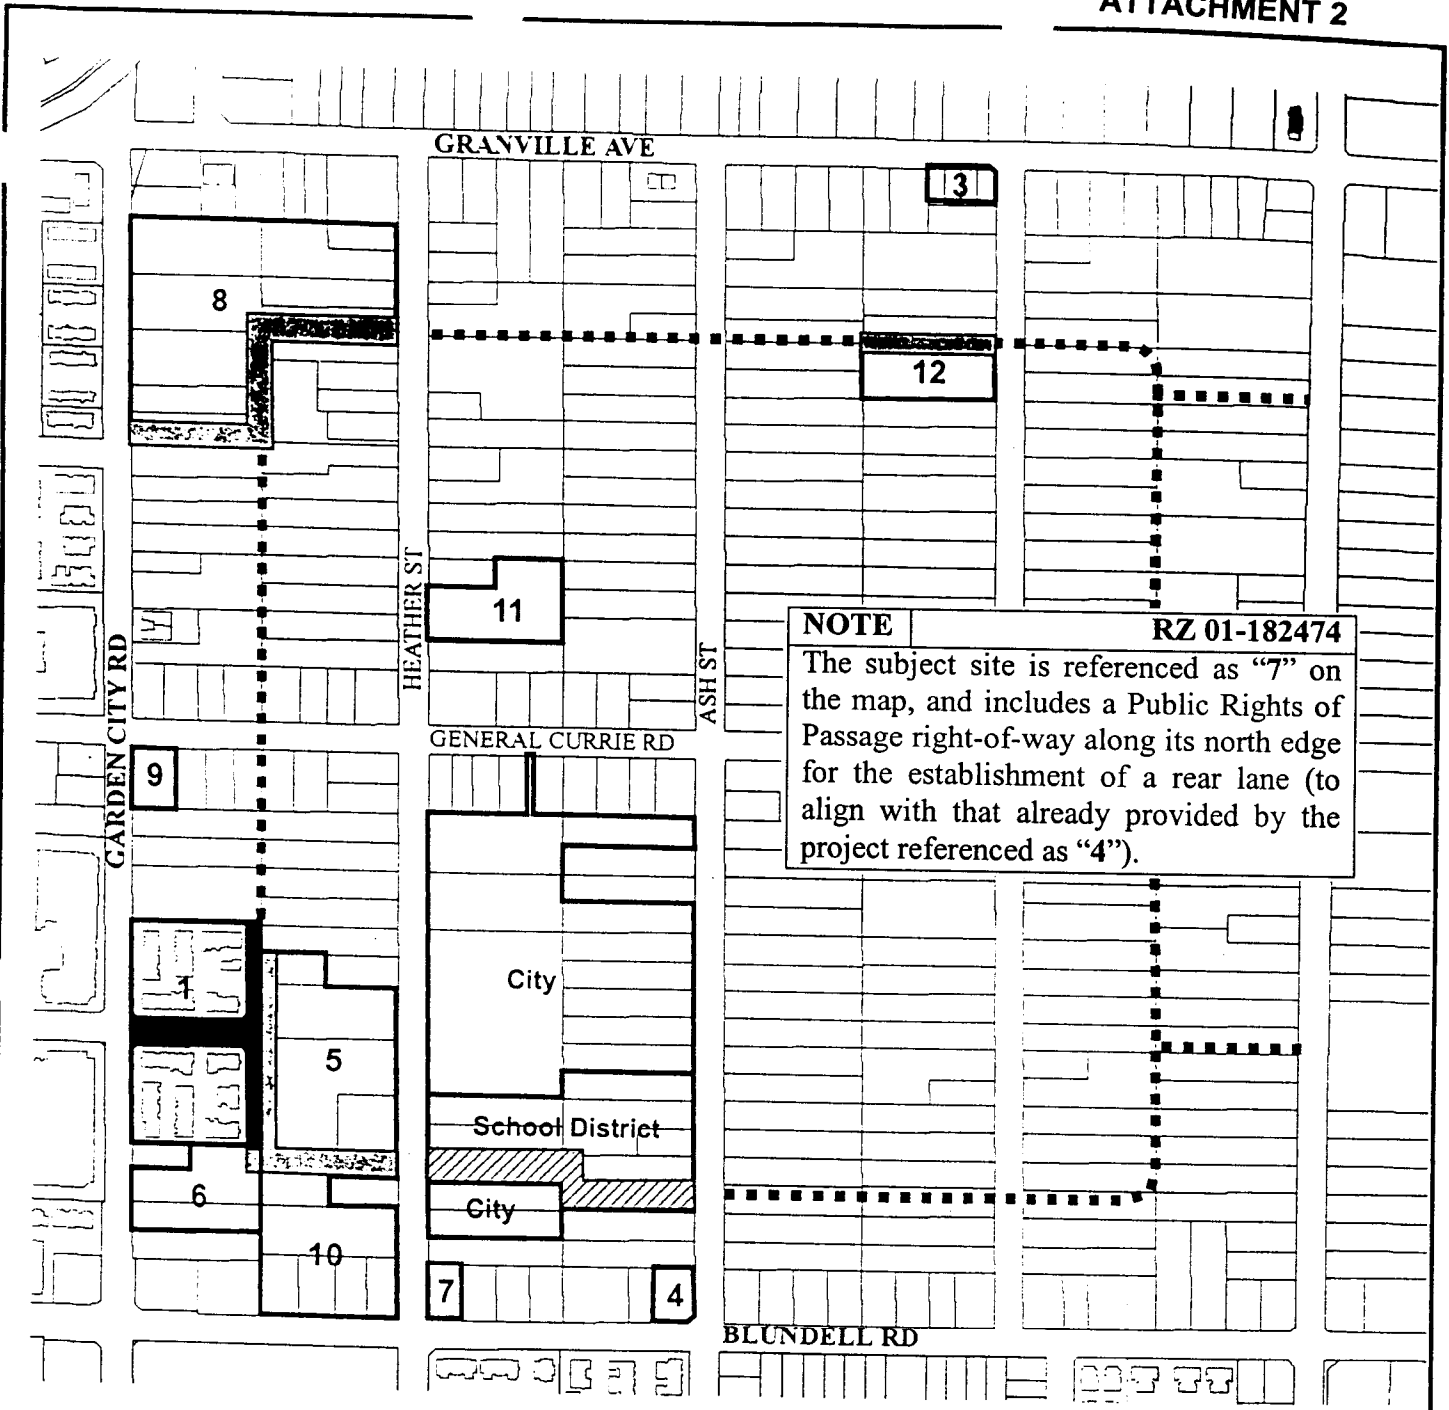 ATTACHMENT 2
GRANVILLE AVE
3
8
12
HEATHER ST
11
GARDEN CITY RD
ASH ST
NOTE RZ 01-182474
The subject site is referenced as “7” on
the map, and includes a Public Rights of
Passage right-of-way along its north edge
for the establishment of a rear lane (to
align with that already provided by the
project referenced as “4”).
GENERAL CURRIE RD
9
City
1
5
School District
6
City
10
7
4
BLUNDELL RD